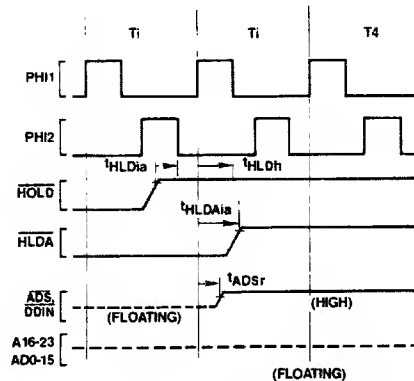 Ti Ti T4
PHI1
PHI2
tHLDia tHLDh
HOLD
tHLDAia
HLDA
tADSr
ADS,
DDIN
(FLOATING) (HIGH)
A16-23
AD0-15
(FLOATING)